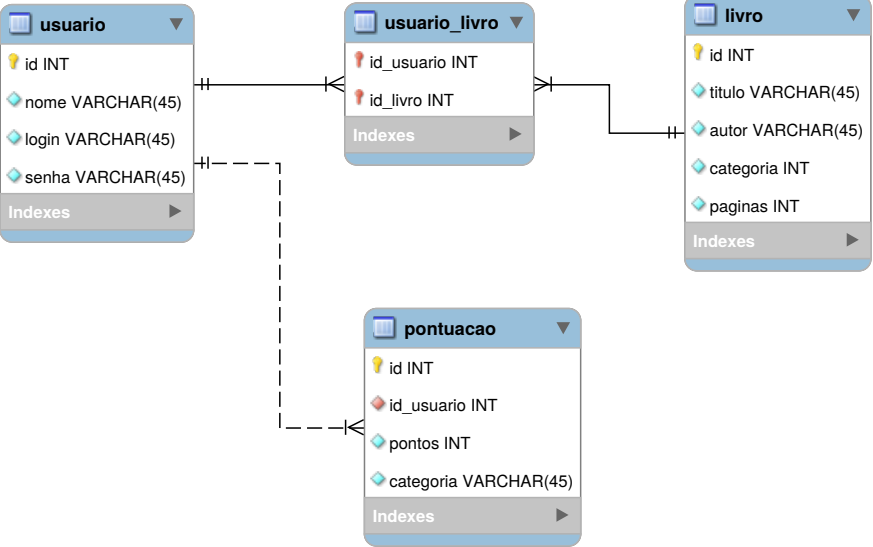 usuario
id INT
nome VARCHAR(45)
login VARCHAR(45)
senha VARCHAR(45)
Indexes
usuario_livro
id_usuario INT
id_livro INT
Indexes
livro
id INT
titulo VARCHAR(45)
autor VARCHAR(45)
categoria INT
paginas INT
Indexes
pontuacao
id INT
id_usuario INT
pontos INT
categoria VARCHAR(45)
Indexes